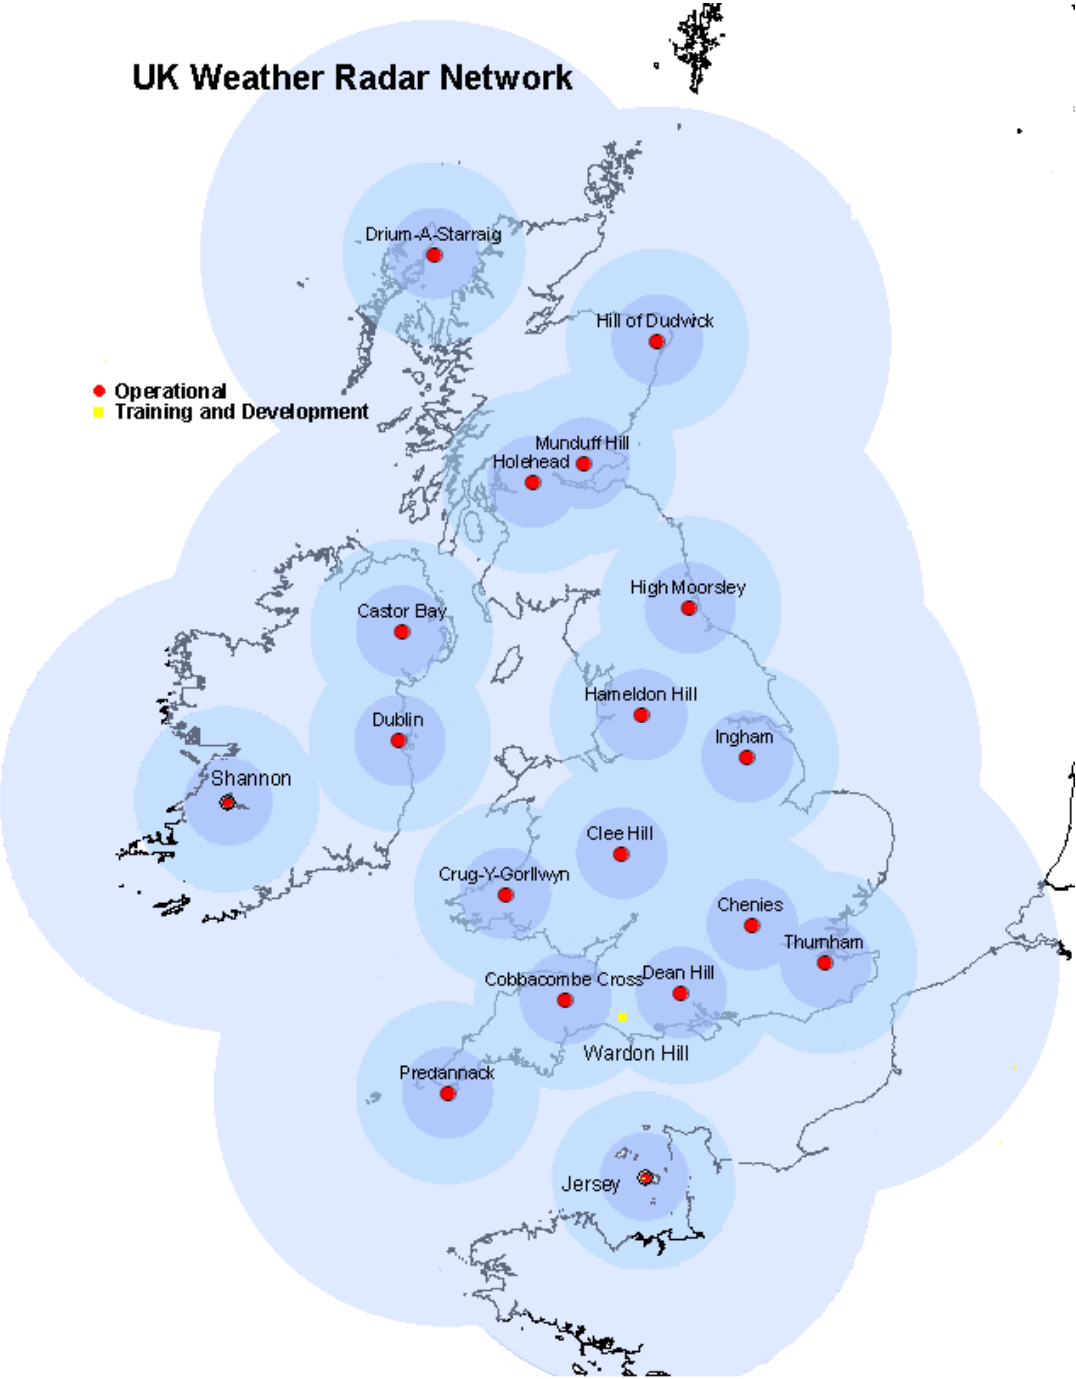 UK Weather Radar Network
Drium-A-Starraig
Hill of Dudwick
Operational
Training and Development
Munduff Hill
Holehead
High Moorsley
Castor Bay
Hameldon Hill
Dublin
Ingham
Shannon
Clee Hill
Crug-Y-Gorllwyn
Chenies
Thurnham
Cobbacombe Cross
Dean Hill
Wardon Hill
Predannack
Jersey